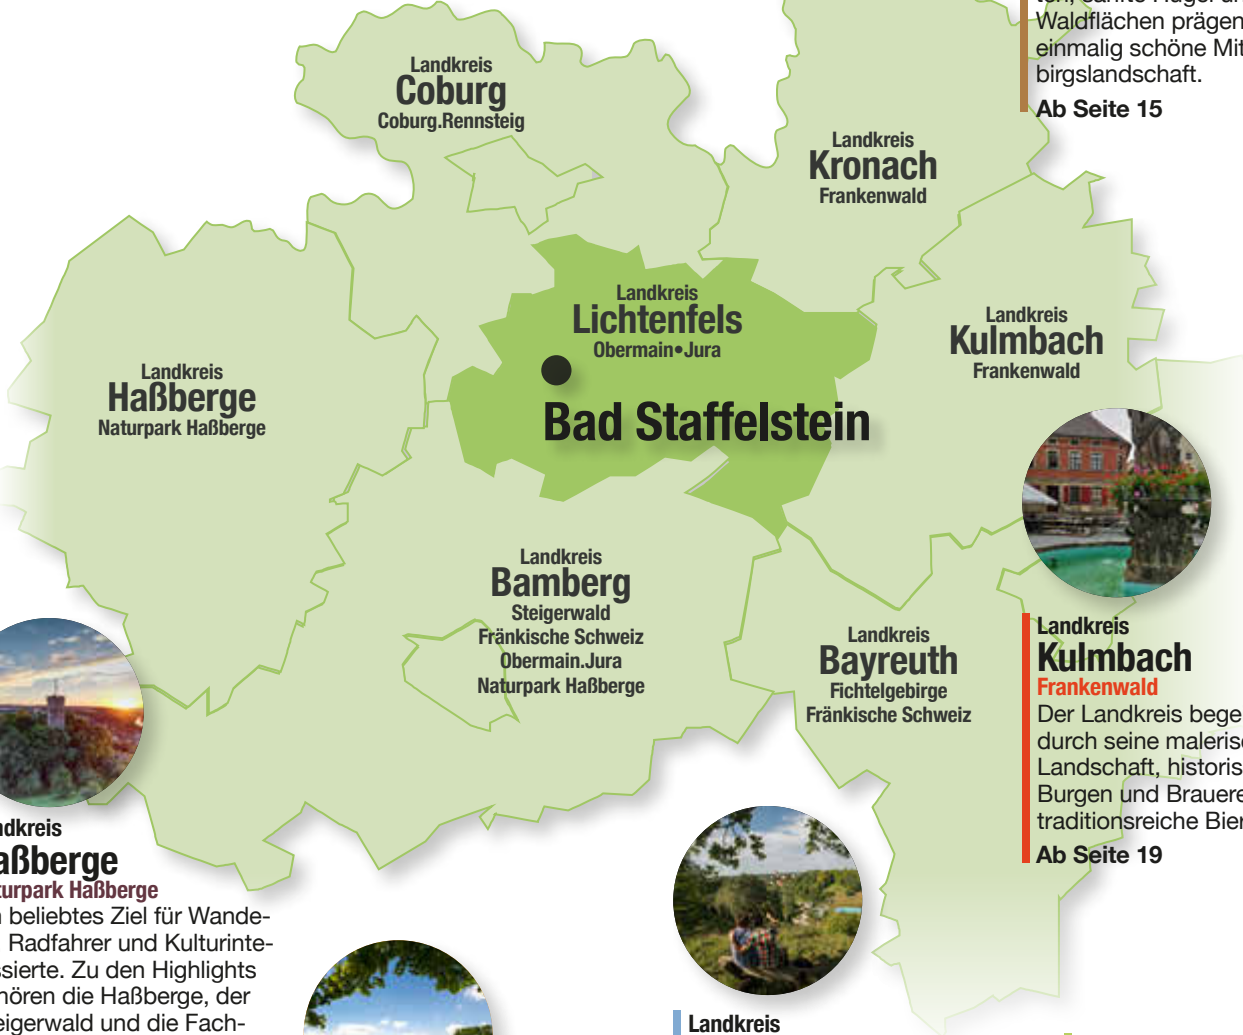 Waldflächen prägen
einmalig schöne Mit
birgslandschaft.
Ab Seite 15
Landkreis
Coburg
Coburg.Rennsteig
Landkreis
Kronach
Frankenwald
Landkreis
Lichtenfels
Obermain•Jura
Landkreis
Kulmbach
Frankenwald
Landkreis
Haßberge
Naturpark Haßberge
Bad Staffelstein
Landkreis
Bamberg
Steigerwald
Fränkische Schweiz
Obermain.Jura
Naturpark Haßberge
Landkreis
Bayreuth
Fichtelgebirge
Fränkische Schweiz
Landkreis
Kulmbach
Frankenwald
Der Landkreis bege
durch seine maleris
Landschaft, historis
Burgen und Brauere
traditionsreiche Bier
Ab Seite 19
ndkreis
aßberge
turpark Haßberge
n beliebtes Ziel für Wande-
Radfahrer und Kulturinte-
ssierte. Zu den Highlights
hören die Haßberge, der
eigerwald und die Fach-
Landkreis